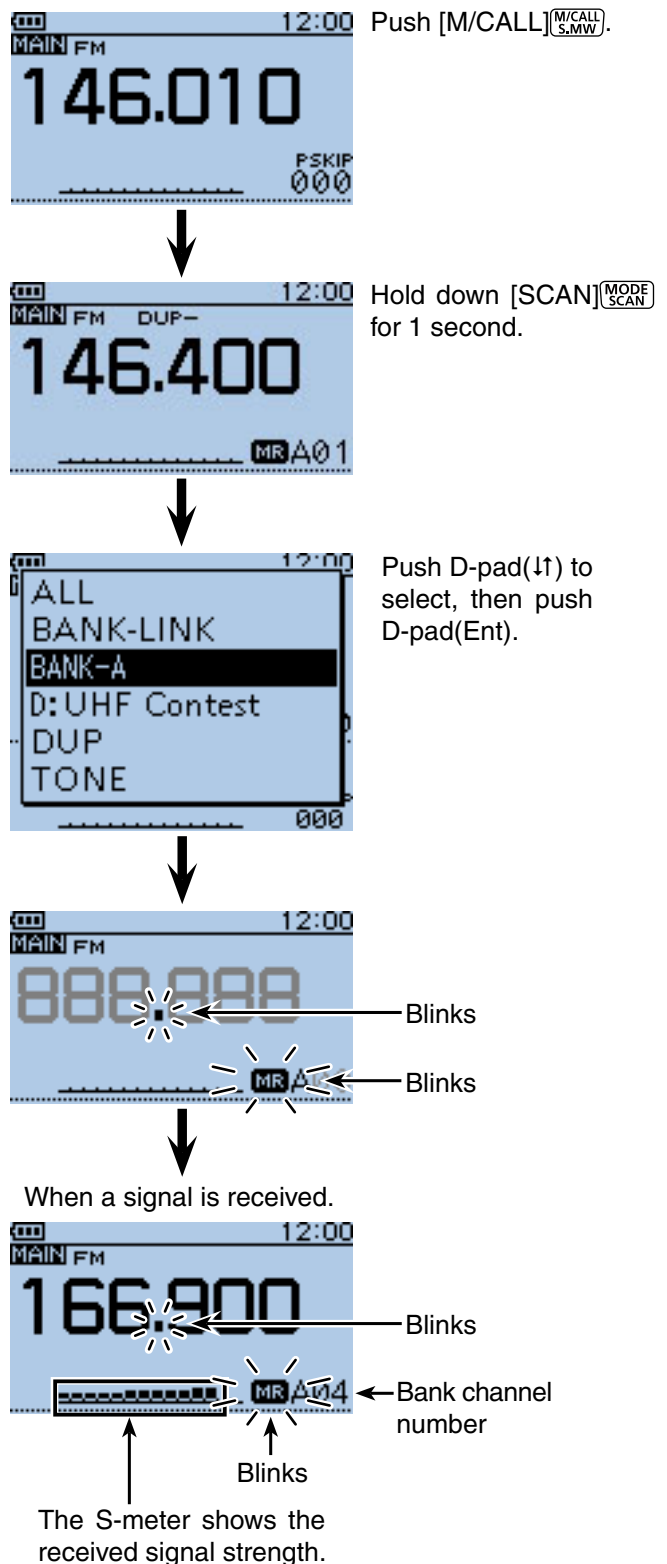 12:00
Push [M/CALL] M/CALL S.MW.
MAIN FM
146.010
PSKIP
000
12:00
Hold down [SCAN] MODE SCAN
for 1 second.
MAIN FM DUP-
146.400
MR A01
12:00
Push D-pad(↓↑) to
select, then push
D-pad(Ent).
ALL
BANK-LINK
BANK-A
D:UHF Contest
DUP
TONE
000
12:00
MAIN FM
888.888
Blinks
MR A
Blinks
When a signal is received.
12:00
MAIN FM
166.900
Blinks
MR A04
Bank channel
number
Blinks
The S-meter shows the
received signal strength.